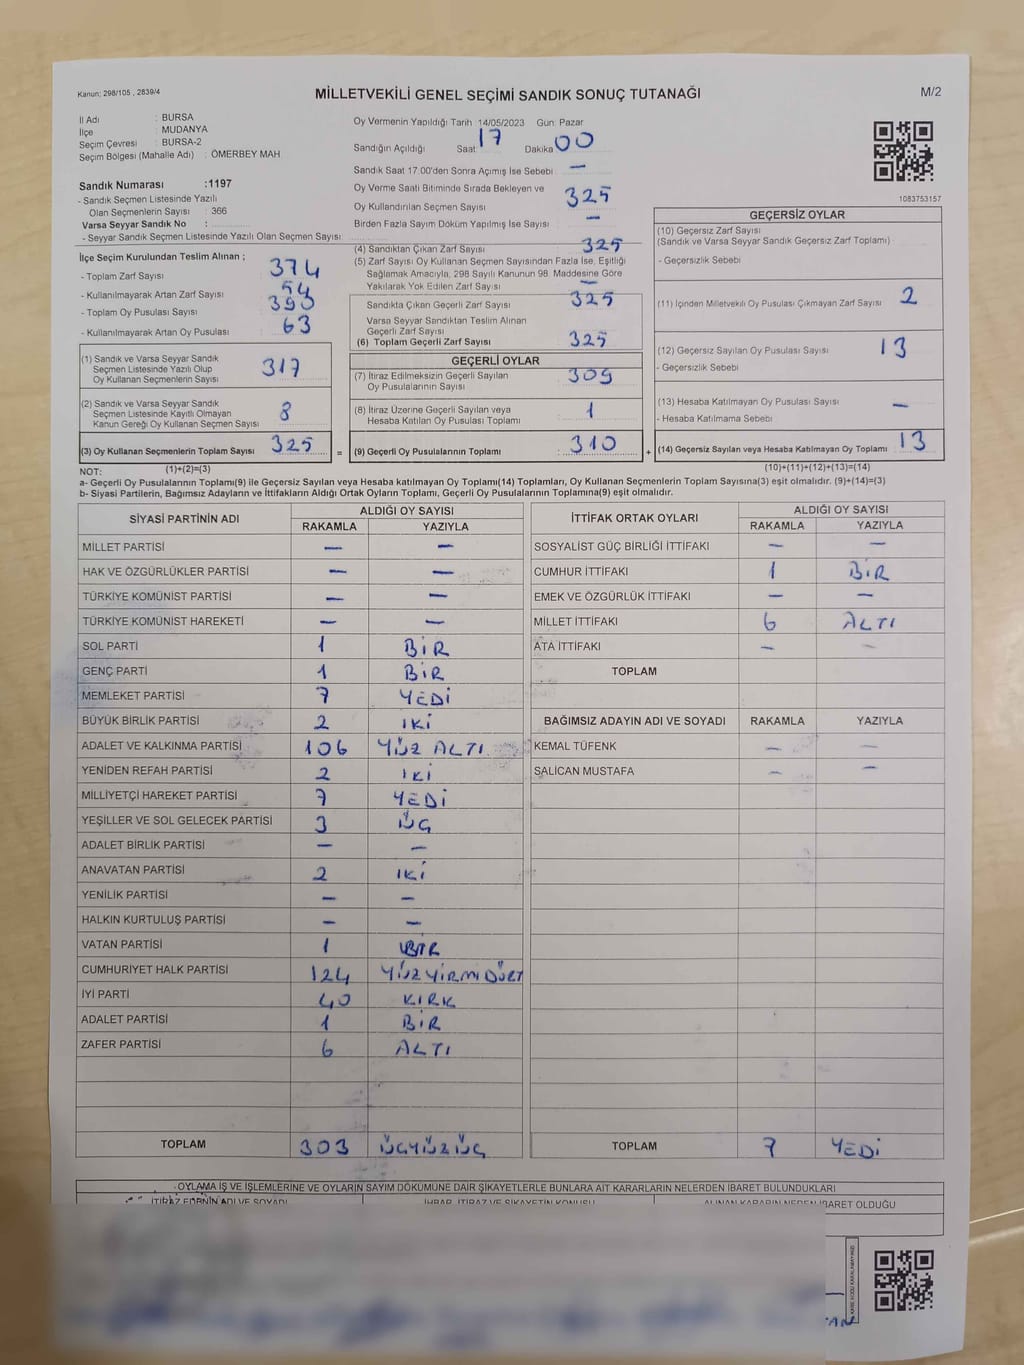 Kanun: 298/105 , 2839/4
MİLLETVEKİLİ GENEL SEÇİMİ SANDIK SONUÇ TUTANAĞI
M/2
İl Adı : BURSA
İlçe : MUDANYA
Seçim Çevresi : BURSA-2
Seçim Bölgesi (Mahalle Adı) : ÖMERBEY MAH
Sandık Numarası :1197
- Sandık Seçmen Listesinde Yazılı
Olan Seçmenlerin Sayısı : 366
Varsa Seyyar Sandık No :
- Seyyar Sandık Seçmen Listesinde Yazılı Olan Seçmen Sayısı:
İlçe Seçim Kurulundan Teslim Alınan ;
- Toplam Zarf Sayısı 374
- Kullanılmayarak Artan Zarf Sayısı 54
- Toplam Oy Pusulası Sayısı 393
- Kullanılmayarak Artan Oy Pusulası 63
(1) Sandık ve Varsa Seyyar Sandık
Seçmen Listesinde Yazılı Olup
Oy Kullanan Seçmenlerin Sayısı 317
(2) Sandık ve Varsa Seyyar Sandık
Seçmen Listesinde Kayıtlı Olmayan
Kanun Gereği Oy Kullanan Seçmen Sayısı 8
(3) Oy Kullanan Seçmenlerin Toplam Sayısı 325
Oy Vermenin Yapıldığı Tarih 14/05/2023 Gün: Pazar
Sandığın Açıldığı Saat 17 Dakika 00
Sandık Saat 17.00'den Sonra Açımış İse Sebebi —
Oy Verme Saati Bitiminde Sırada Bekleyen ve
Oy Kullandırılan Seçmen Sayısı 325
Birden Fazla Sayım Döküm Yapılmış İse Sayısı —
(4) Sandıktan Çıkan Zarf Sayısı 325
(5) Zarf Sayısı Oy Kullanan Seçmen Sayısından Fazla İse, Eşitliği
Sağlamak Amacıyla, 298 Sayılı Kanunun 98. Maddesine Göre
Yakılarak Yok Edilen Zarf Sayısı —
Sandıkta Çıkan Geçerli Zarf Sayısı 325
Varsa Seyyar Sandıktan Teslim Alınan
Geçerli Zarf Sayısı
(6) Toplam Geçerli Zarf Sayısı 325
GEÇERLİ OYLAR
(7) İtiraz Edilmeksizin Geçerli Sayılan
Oy Pusulalarının Sayısı 309
(8) İtiraz Üzerine Geçerli Sayılan veya
Hesaba Katılan Oy Pusulası Toplamı 1
= (9) Geçerli Oy Pusulalarının Toplamı 310 +
1083753157
GEÇERSİZ OYLAR
(10) Geçersiz Zarf Sayısı
(Sandık ve Varsa Seyyar Sandık Geçersiz Zarf Toplamı)
- Geçersizlik Sebebi
(11) İçinden Milletvekili Oy Pusulası Çıkmayan Zarf Sayısı 2
(12) Geçersiz Sayılan Oy Pusulası Sayısı 13
- Geçersizlik Sebebi
(13) Hesaba Katılmayan Oy Pusulası Sayısı —
- Hesaba Katılmama Sebebi
(14) Geçersiz Sayılan veya Hesaba Katılmayan Oy Toplamı 13
NOT: (1)+(2)=(3) (10)+(11)+(12)+(13)=(14)
a- Geçerli Oy Pusulalarının Toplamı(9) ile Geçersiz Sayılan veya Hesaba katılmayan Oy Toplamı(14) Toplamları, Oy Kullanan Seçmenlerin Toplam Sayısına(3) eşit olmalıdır. (9)+(14)=(3)
b- Siyasi Partilerin, Bağımsız Adayların ve İttifakların Aldığı Ortak Oyların Toplamı, Geçerli Oy Pusulalarının Toplamına(9) eşit olmalıdır.
SİYASİ PARTİNİN ADI ALDIĞI OY SAYISI
RAKAMLA YAZIYLA
MİLLET PARTİSİ — —
HAK VE ÖZGÜRLÜKLER PARTİSİ — —
TÜRKİYE KOMÜNİST PARTİSİ — —
TÜRKİYE KOMÜNİST HAREKETİ — —
SOL PARTİ 1 BİR
GENÇ PARTİ 1 BİR
MEMLEKET PARTİSİ 7 YEDİ
BÜYÜK BİRLİK PARTİSİ 2 İKİ
ADALET VE KALKINMA PARTİSİ 106 YÜZ ALTI
YENİDEN REFAH PARTİSİ 2 İKİ
MİLLİYETÇİ HAREKET PARTİSİ 7 YEDİ
YEŞİLLER VE SOL GELECEK PARTİSİ 3 ÜÇ
ADALET BİRLİK PARTİSİ — —
ANAVATAN PARTİSİ 2 İKİ
YENİLİK PARTİSİ — —
HALKIN KURTULUŞ PARTİSİ — —
VATAN PARTİSİ 1 BİR
CUMHURİYET HALK PARTİSİ 124 YÜZYİRMİDÖRT
İYİ PARTİ 40 KIRK
ADALET PARTİSİ 1 BİR
ZAFER PARTİSİ 6 ALTI
TOPLAM 303 ÜÇYÜZÜÇ
İTTİFAK ORTAK OYLARI ALDIĞI OY SAYISI
RAKAMLA YAZIYLA
SOSYALİST GÜÇ BİRLİĞİ İTTİFAKI — —
CUMHUR İTTİFAKI 1 BİR
EMEK VE ÖZGÜRLÜK İTTİFAKI — —
MİLLET İTTİFAKI 6 ALTI
ATA İTTİFAKI — —
TOPLAM
BAĞIMSIZ ADAYIN ADI VE SOYADI RAKAMLA YAZIYLA
KEMAL TÜFENK — —
SALİCAN MUSTAFA — —
TOPLAM 7 YEDİ
OYLAMA İŞ VE İŞLEMLERİNE VE OYLARIN SAYIM DÖKÜMÜNE DAİR ŞİKAYETLERLE BUNLARA AİT KARARLARIN NELERDEN İBARET BULUNDUKLARI
İTİRAZ EDENİN ADI VE SOYADI İHBAR, İTİRAZ VE ŞİKAYETİN KONUSU ALINAN KARARIN NEDEN İBARET OLDUĞU